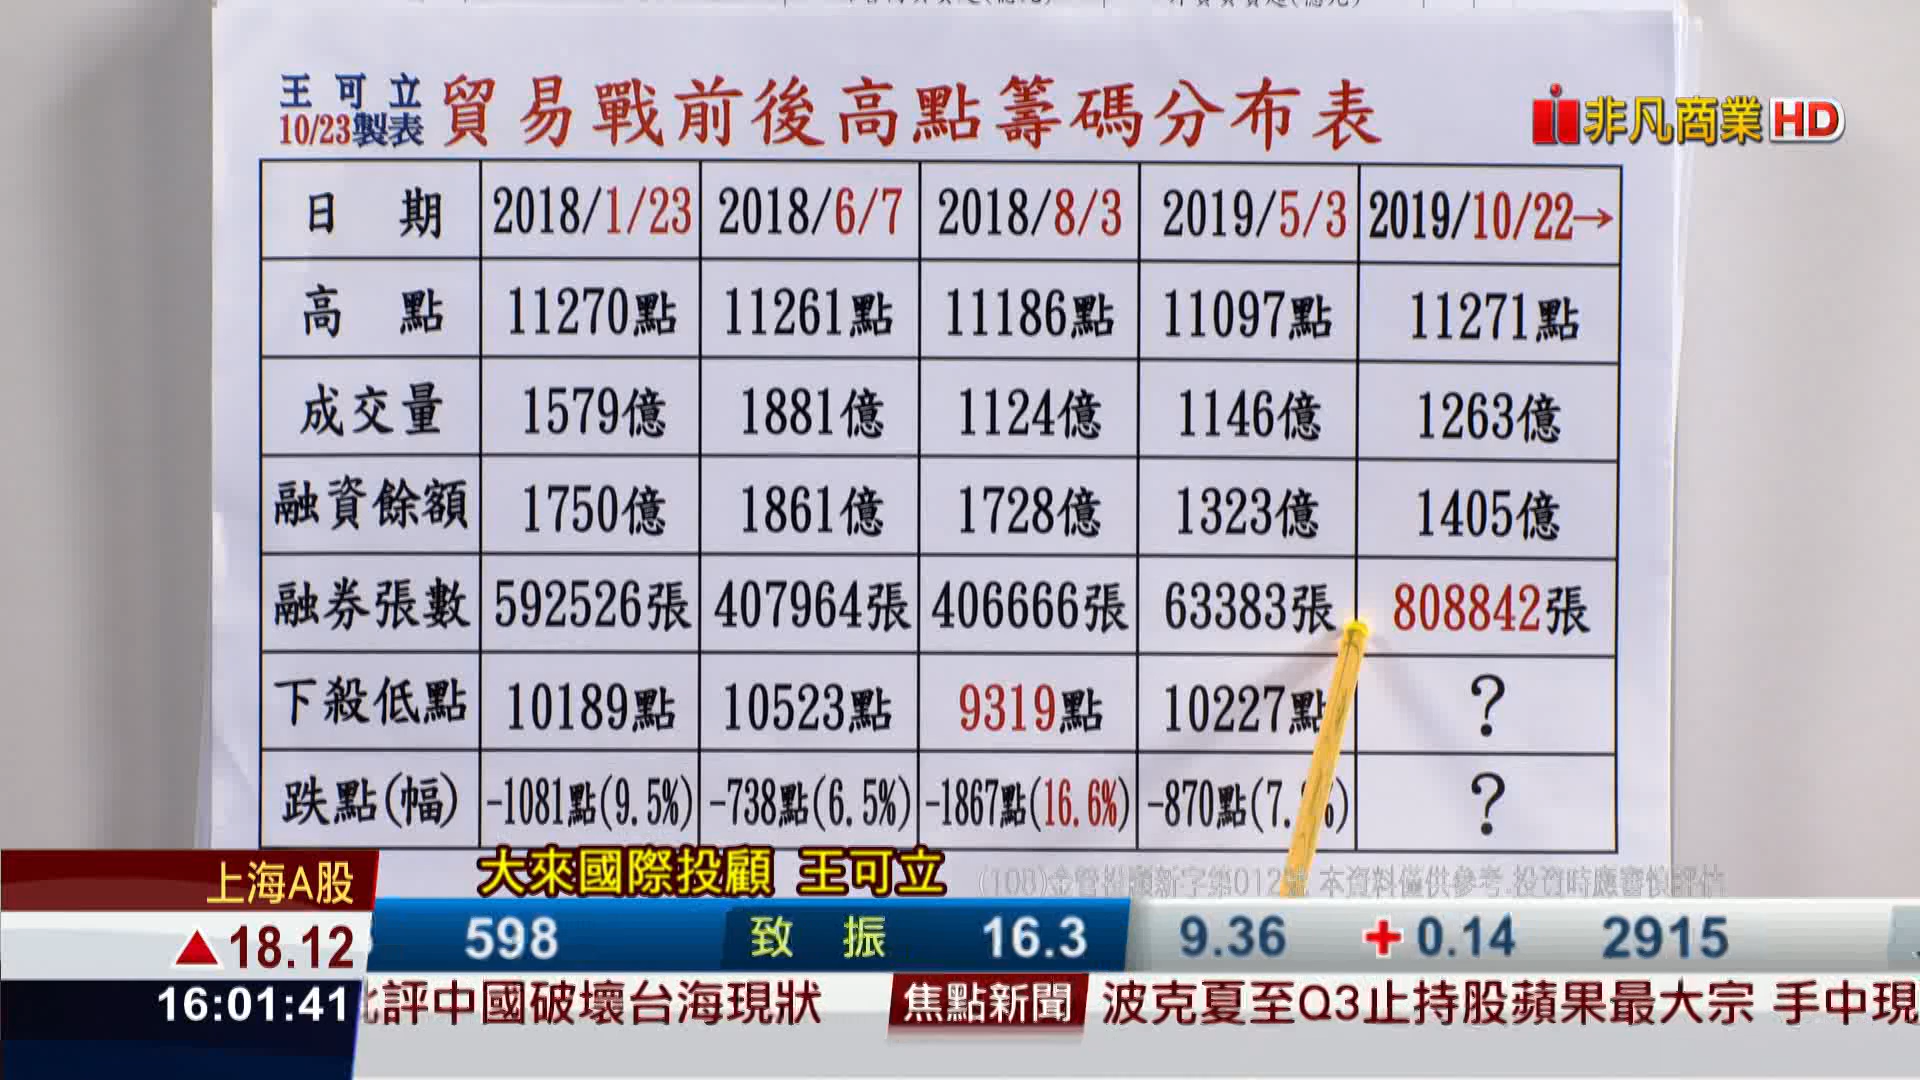 王可立 貿易戰前後高點籌碼分布表
10/23製表
非凡商業HD
日期 2018/1/23 2018/6/7 2018/8/3 2019/5/3 2019/10/22→
高點 11270點 11261點 11186點 11097點 11271點
成交量 1579億 1881億 1124億 1146億 1263億
融資餘額 1750億 1861億 1728億 1323億 1405億
融券張數 592526張 407964張 406666張 63383張 808842張
下殺低點 10189點 10523點 9319點 10227點 ?
跌點(幅) -1081點(9.5%) -738點(6.5%) -1867點(16.6%) -870點(7. %) ?
大來國際投顧 王可立
(108)金管投顧新字第012號 本資料僅供參考.投資時應審慎評估
上海A股
▲18.12 598 致振 16.3 9.36 +0.14 2915
16:01:41 批評中國破壞台海現狀 焦點新聞 波克夏至Q3止持股蘋果最大宗 手中現